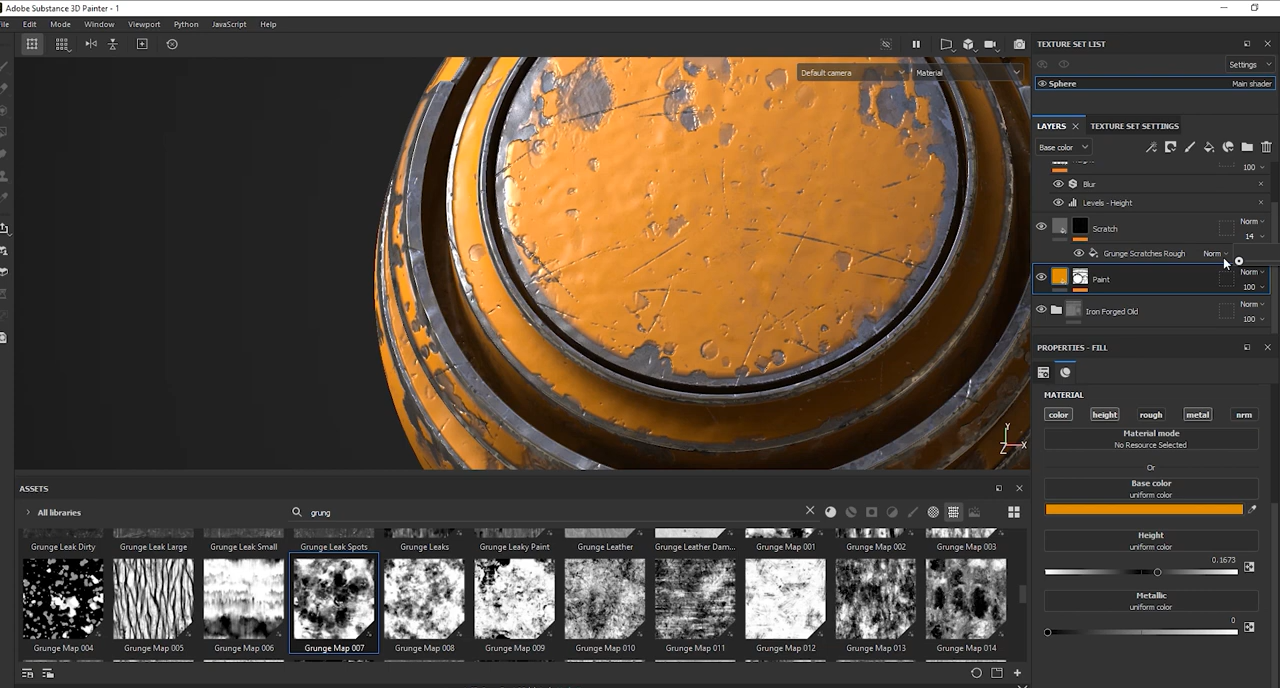 Adobe Substance 3D Painter - 1
File Edit Mode Window Viewport Python JavaScript Help
Default camera
Material
TEXTURE SET LIST
Settings
Sphere
Main shader
LAYERS
TEXTURE SET SETTINGS
Base color
100
Blur
Levels - Height
Scratch
Norm
14
Grunge Scratches Rough
Norm
Paint
Norm
100
Iron Forged Old
Norm
100
PROPERTIES - FILL
MATERIAL
color height rough metal nrm
Material mode
No Resource Selected
Or
Base color
uniform color
Height
uniform color
0.1673
Metallic
uniform color
0
Y
X
Z
ASSETS
All libraries
grung
Grunge Leak Dirty
Grunge Leak Large
Grunge Leak Small
Grunge Leak Spots
Grunge Leaks
Grunge Leaky Paint
Grunge Leather
Grunge Leather Dam...
Grunge Map 001
Grunge Map 002
Grunge Map 003
Grunge Map 004
Grunge Map 005
Grunge Map 006
Grunge Map 007
Grunge Map 008
Grunge Map 009
Grunge Map 010
Grunge Map 011
Grunge Map 012
Grunge Map 013
Grunge Map 014